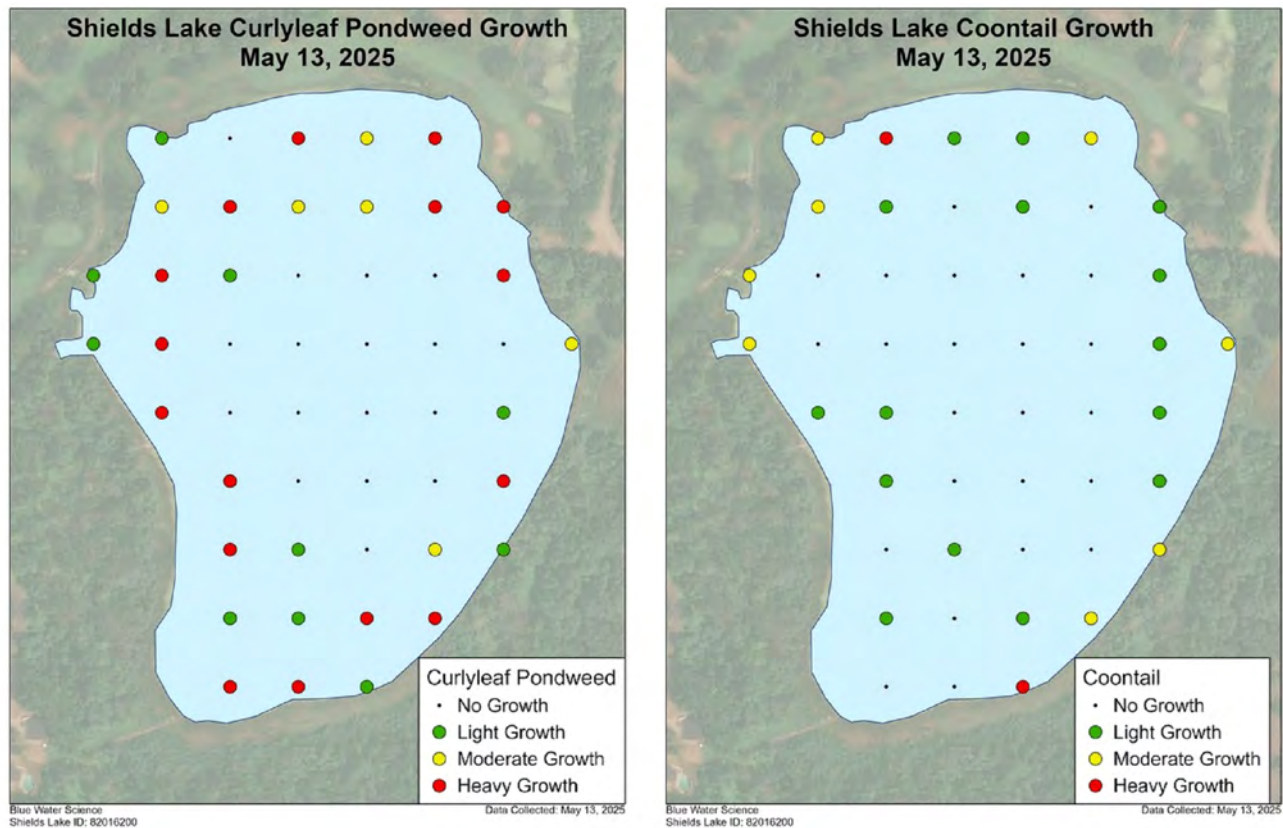 Shields Lake Curlyleaf Pondweed Growth
May 13, 2025
Curlyleaf Pondweed
No Growth
Light Growth
Moderate Growth
Heavy Growth
Blue Water Science
Shields Lake ID: 82016200
Data Collected: May 13, 2025
Shields Lake Coontail Growth
May 13, 2025
Coontail
No Growth
Light Growth
Moderate Growth
Heavy Growth
Blue Water Science
Shields Lake ID: 82016200
Data Collected: May 13, 2025